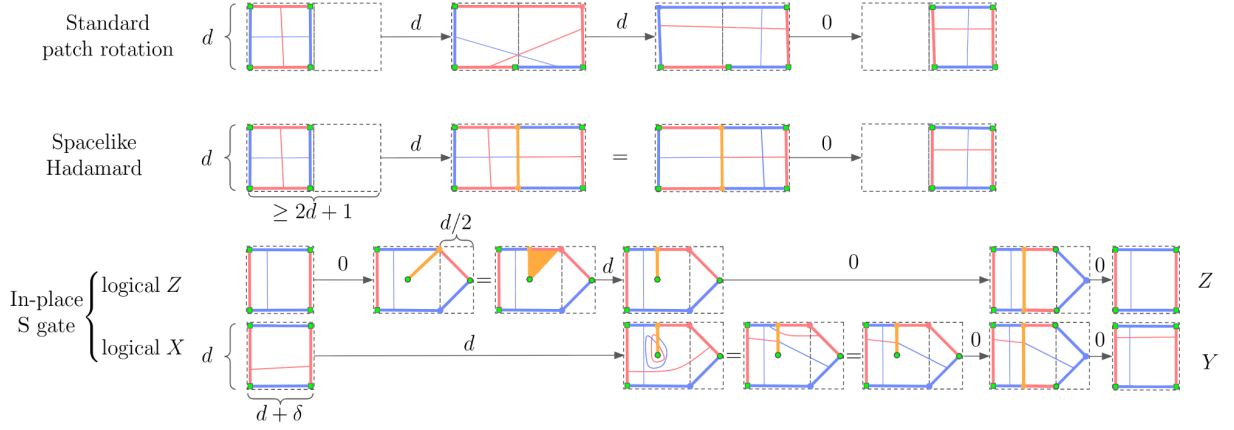 Standard
patch rotation
d
d
d
0
Spacelike
Hadamard
d
d
=
0
≥ 2d + 1
In-place
S gate
logical Z
0
d/2
=
d
0
0
Z
logical X
d
d
=
=
0
0
Y
d + δ